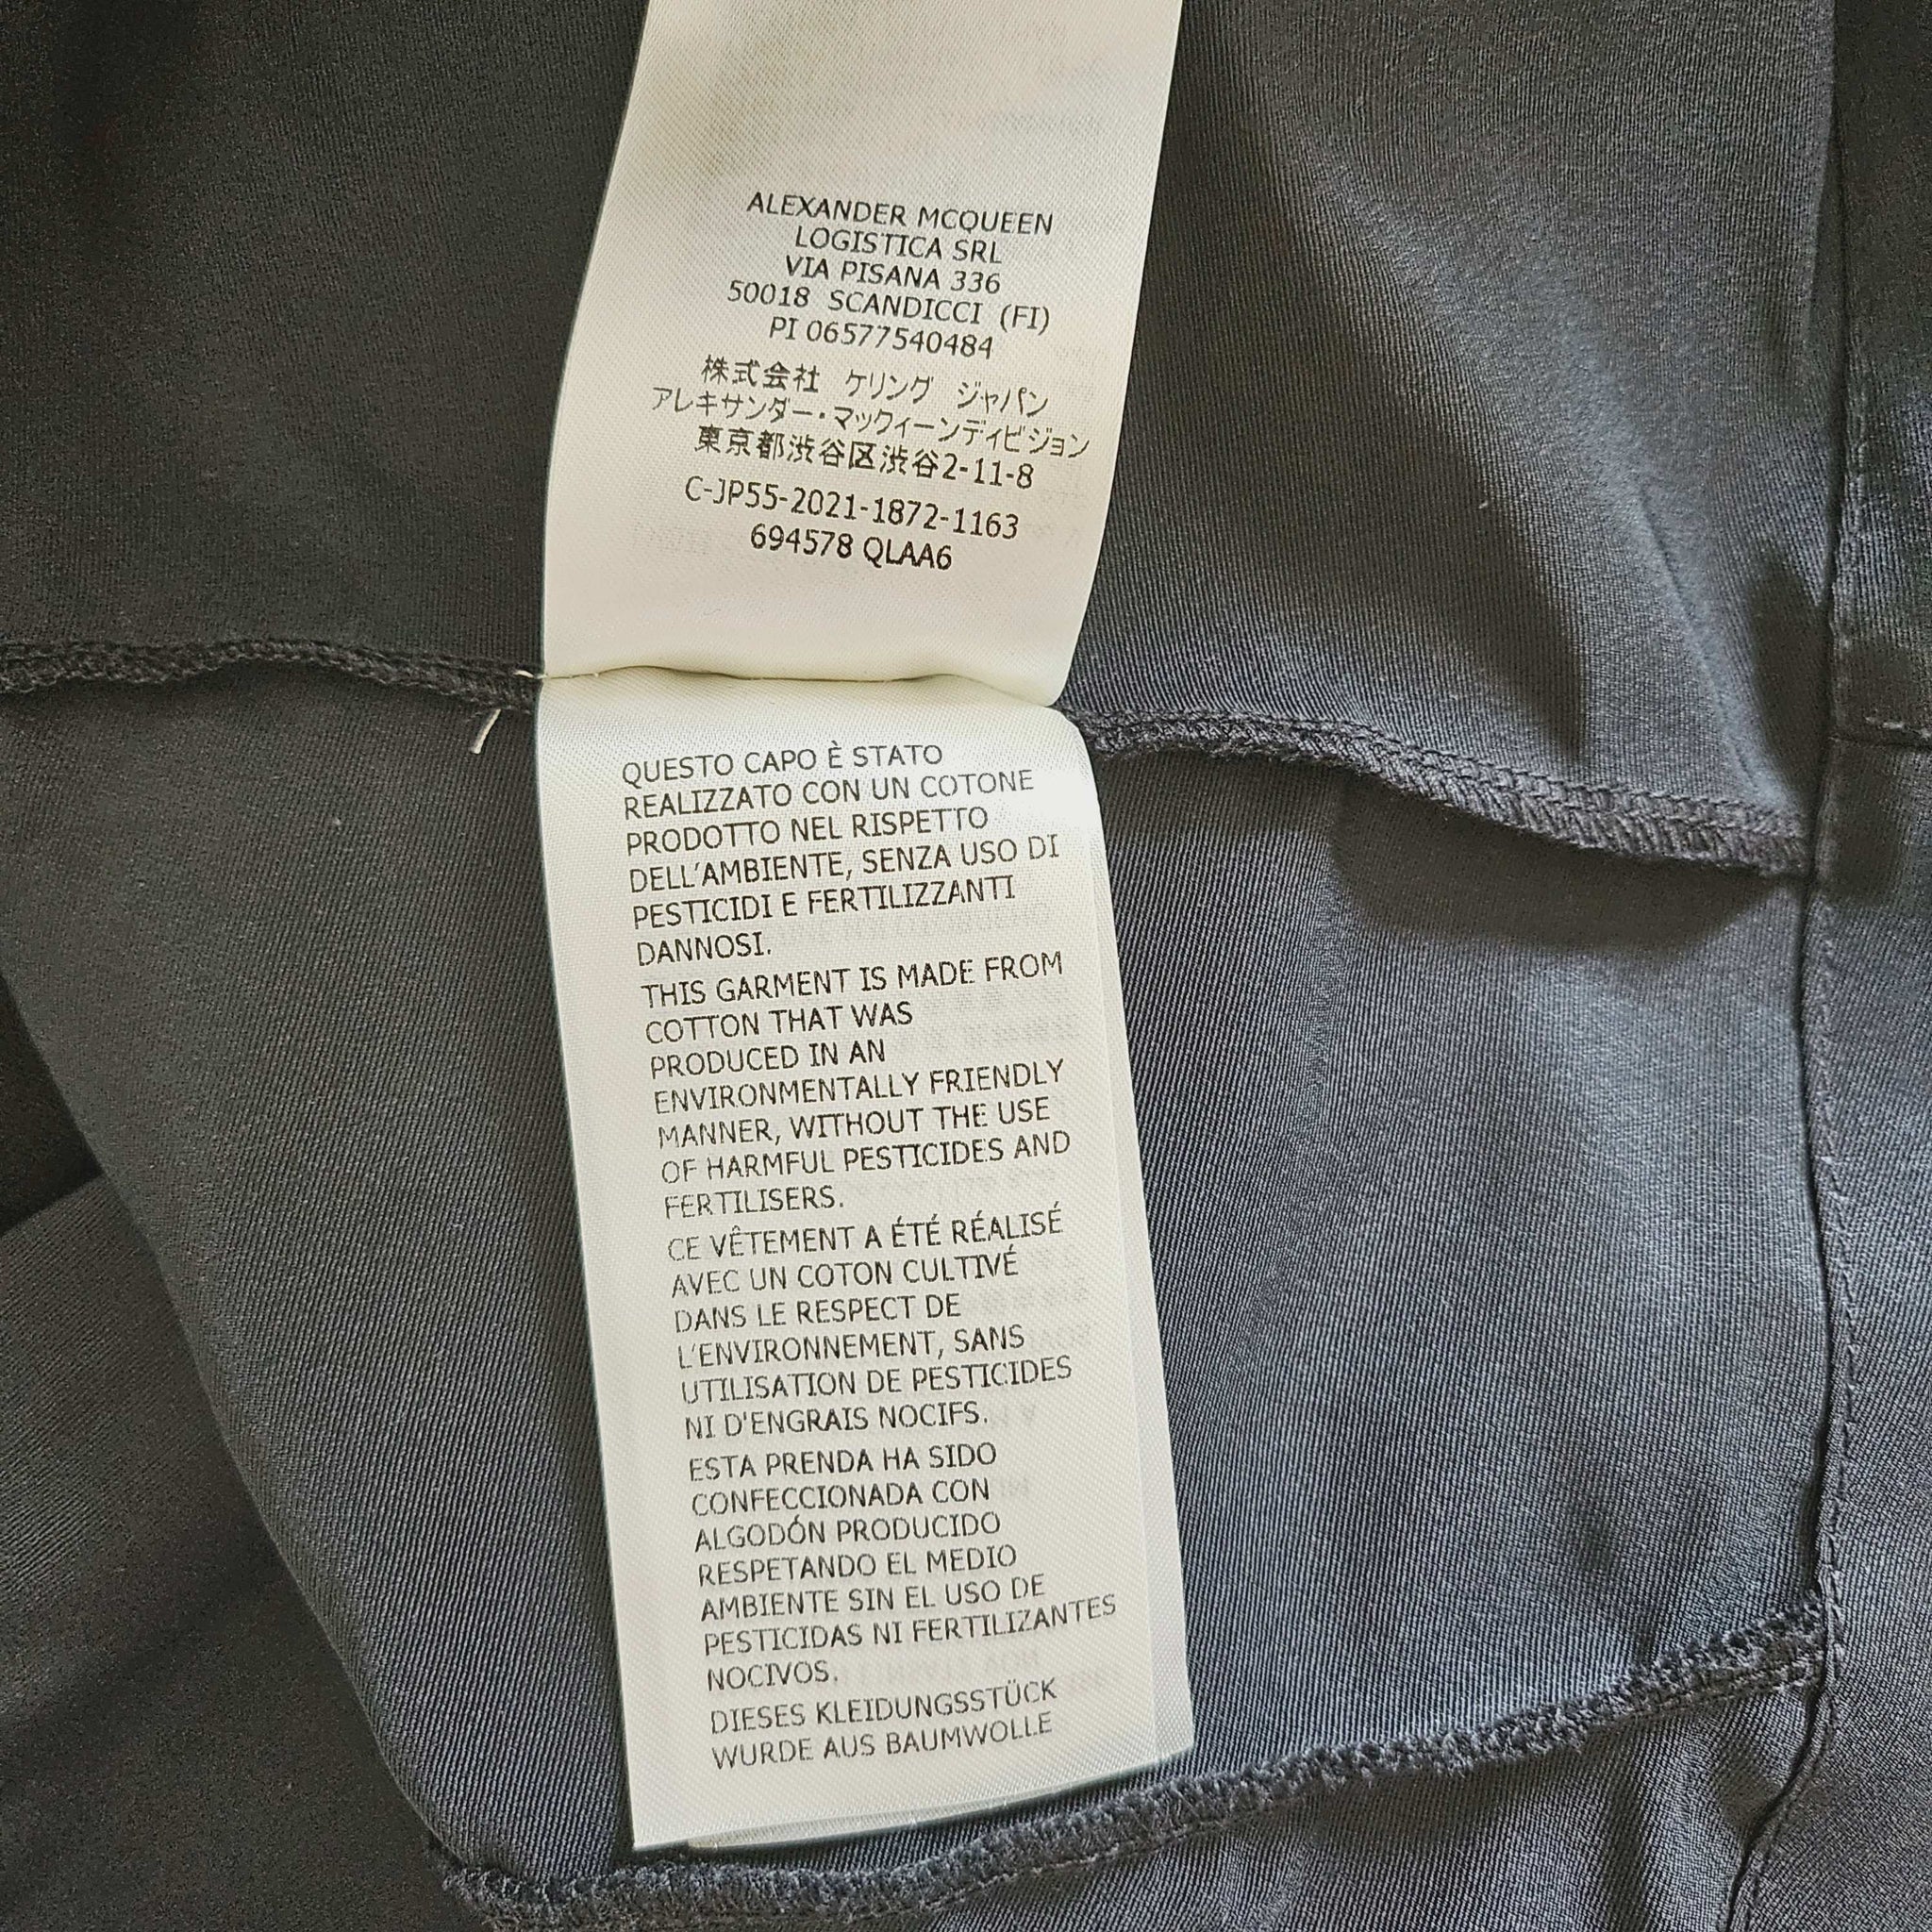 ALEXANDER MCQUEEN
LOGISTICA SRL
VIA PISANA 336
50018 SCANDICCI (FI)
PI 06577540484
株式会社 ケリング ジャパン
アレキサンダー・マックィーンディビジョン
東京都渋谷区渋谷2-11-8
C-JP55-2021-1872-1163
694578 QLAA6
QUESTO CAPO È STATO
REALIZZATO CON UN COTONE
PRODOTTO NEL RISPETTO
DELL'AMBIENTE, SENZA USO DI
PESTICIDI E FERTILIZZANTI
DANNOSI.
THIS GARMENT IS MADE FROM
COTTON THAT WAS
PRODUCED IN AN
ENVIRONMENTALLY FRIENDLY
MANNER, WITHOUT THE USE
OF HARMFUL PESTICIDES AND
FERTILISERS.
CE VÊTEMENT A ÉTÉ RÉALISÉ
AVEC UN COTON CULTIVÉ
DANS LE RESPECT DE
L'ENVIRONNEMENT, SANS
UTILISATION DE PESTICIDES
NI D'ENGRAIS NOCIFS.
ESTA PRENDA HA SIDO
CONFECCIONADA CON
ALGODÓN PRODUCIDO
RESPETANDO EL MEDIO
AMBIENTE SIN EL USO DE
PESTICIDAS NI FERTILIZANTES
NOCIVOS.
DIESES KLEIDUNGSSTÜCK
WURDE AUS BAUMWOLLE